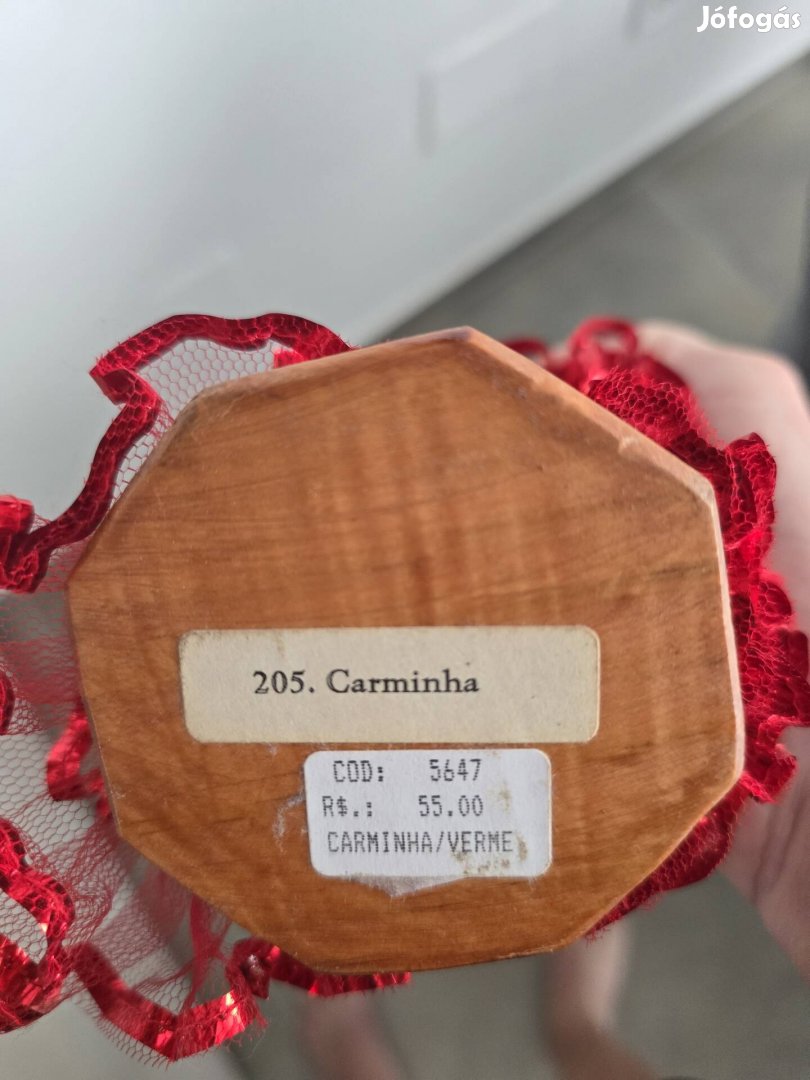 Jófogás
205. Carminha
COD: 5647
R$.: 55.00
CARMINHA/VERME